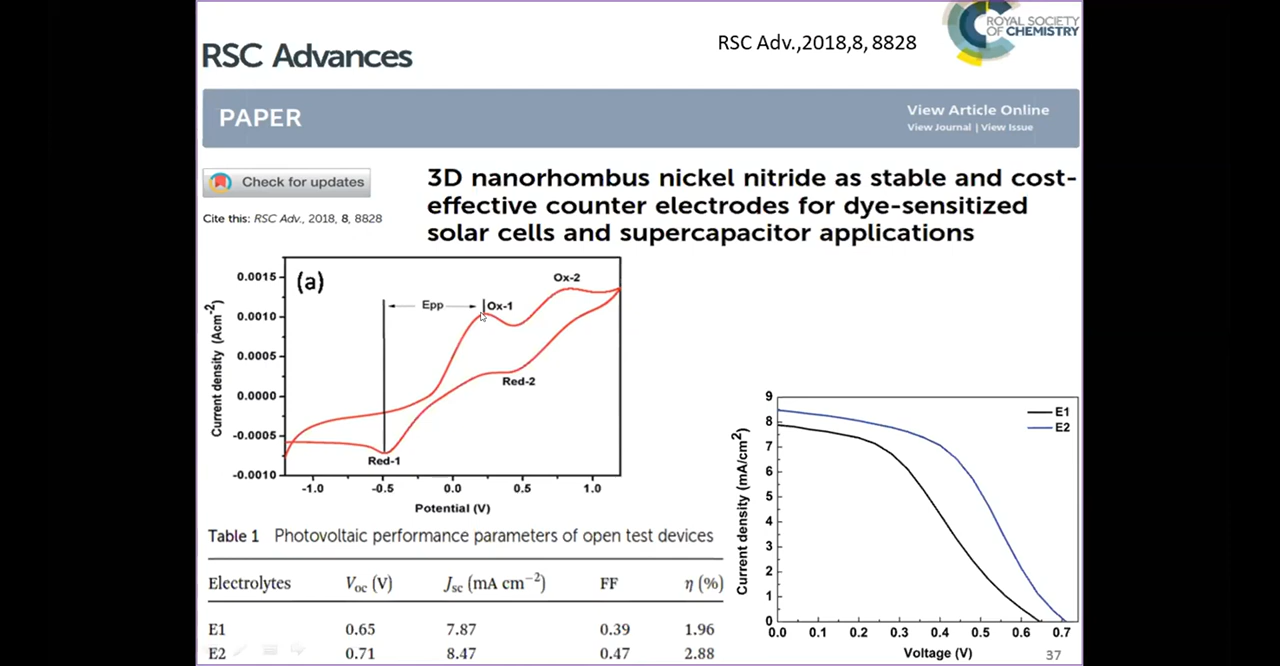 RSC Advances
RSC Adv.,2018,8, 8828
ROYAL SOCIETY
OF CHEMISTRY
PAPER
View Article Online
View Journal | View Issue
Check for updates
Cite this: RSC Adv., 2018, 8, 8828
3D nanorhombus nickel nitride as stable and cost-
effective counter electrodes for dye-sensitized
solar cells and supercapacitor applications
(a)
Epp
Ox-1
Ox-2
Red-1
Red-2
Current density (Acm-2)
0.0015
0.0010
0.0005
0.0000
-0.0005
-0.0010
-1.0 -0.5 0.0 0.5 1.0
Potential (V)
Table 1 Photovoltaic performance parameters of open test devices
Electrolytes Voc (V) Jsc (mA cm−2) FF η (%)
E1 0.65 7.87 0.39 1.96
E2 0.71 8.47 0.47 2.88
Current density (mA/cm2)
9
8
7
6
5
4
3
2
1
0
E1
E2
0.0 0.1 0.2 0.3 0.4 0.5 0.6 0.7
Voltage (V)
37